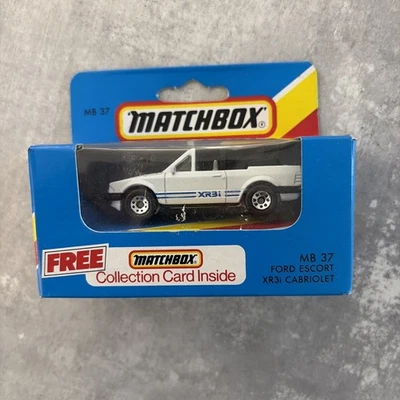 MB 37
MATCHBOX
XR3i
FREE
MATCHBOX
Collection Card Inside
MB 37
FORD ESCORT
XR3i CABRIOLET